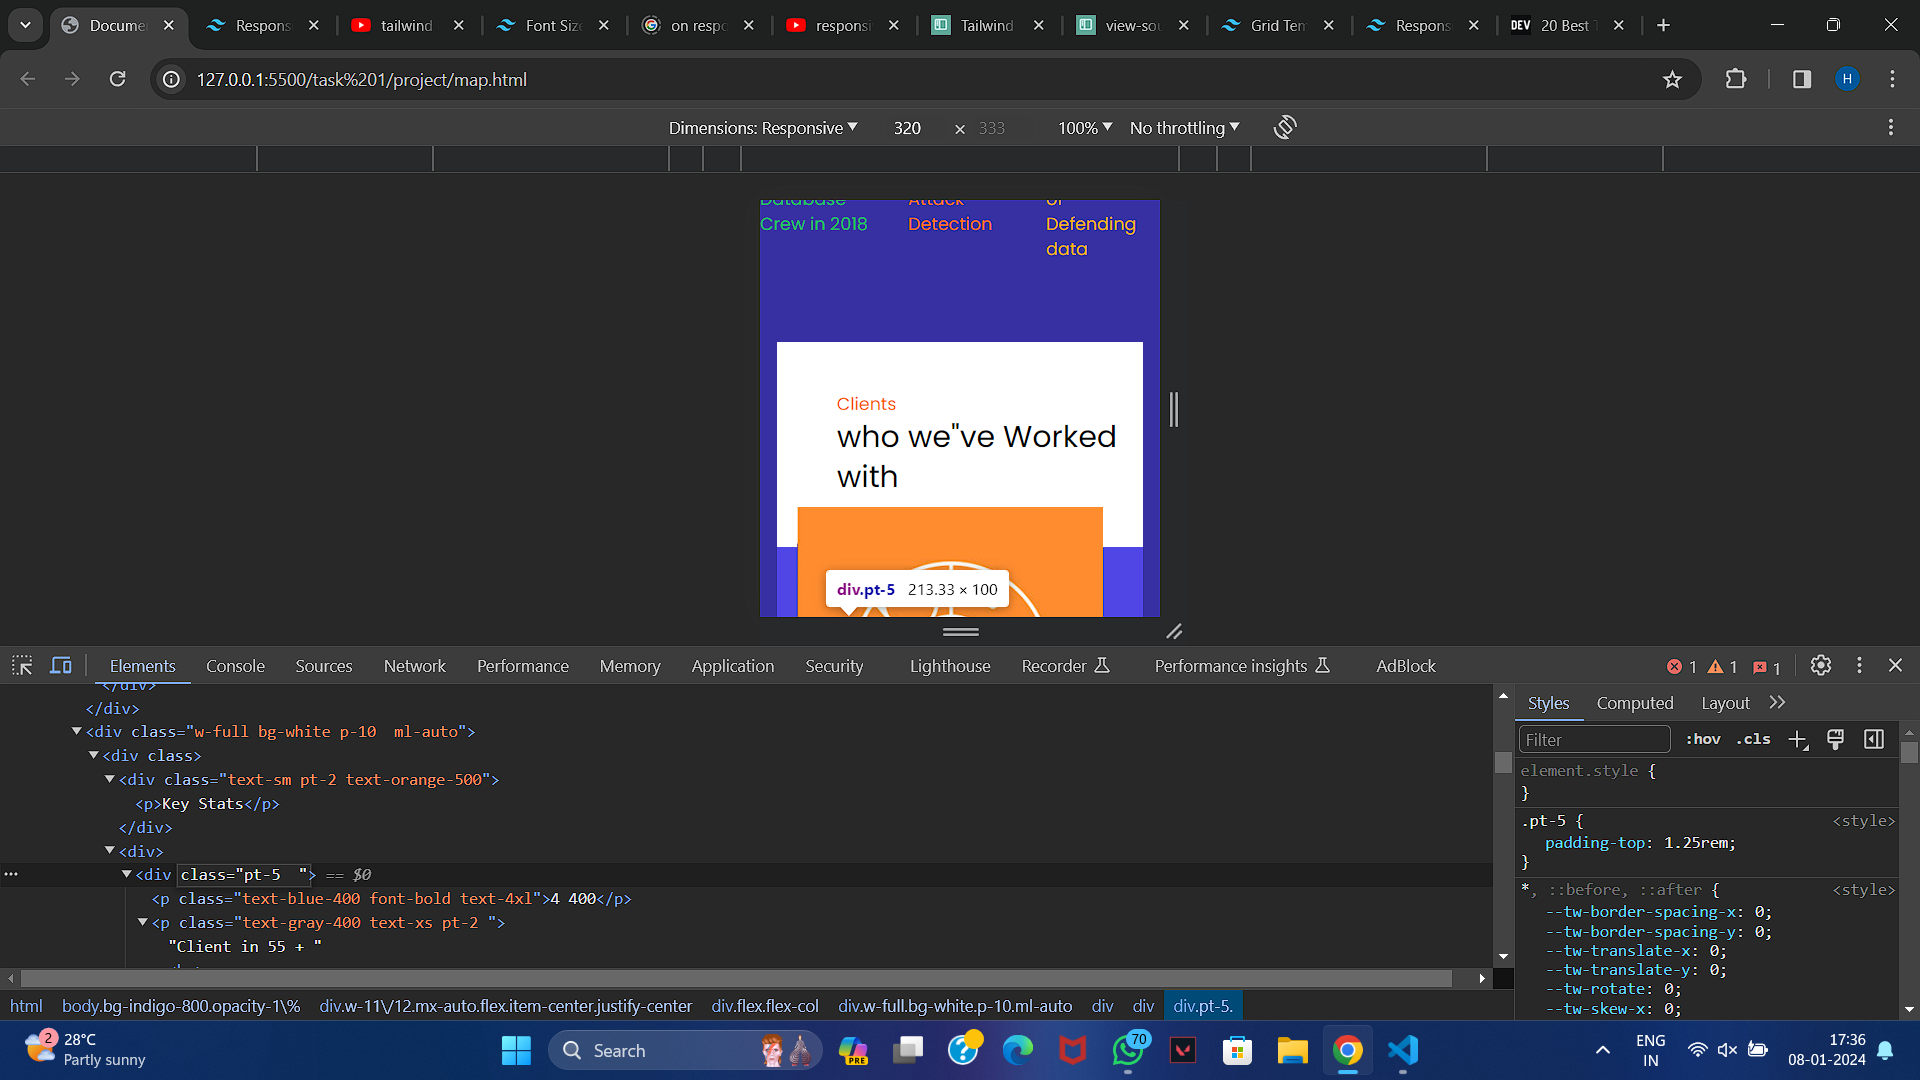 Docume
Respons
tailwind
Font Size
on respo
responsi
Tailwind
view-sou
Grid Tem
Respons
DEV 20 Best T
127.0.0.1:5500/task%201/project/map.html
H
Dimensions: Responsive 320 × 333 100% No throttling
Database
Attack
of
Crew in 2018
Detection
Defending
data
Clients
who we"ve Worked
with
div.pt-5 213.33 × 100
Elements Console Sources Network Performance Memory Application Security Lighthouse Recorder Performance insights AdBlock 1 1 1
</div>
</div>
<div class="w-full bg-white p-10  ml-auto">
<div class>
<div class="text-sm pt-2 text-orange-500">
<p>Key Stats</p>
</div>
<div>
<div class="pt-5  "> == $0
<p class="text-blue-400 font-bold text-4xl">4 400</p>
<p class="text-gray-400 text-xs pt-2 ">
"Client in 55 + "
html body.bg-indigo-800.opacity-1\% div.w-11\/12.mx-auto.flex.item-center.justify-center div.flex.flex-col div.w-full.bg-white.p-10.ml-auto div div div.pt-5.
Styles Computed Layout
Filter :hov .cls
element.style {
}
.pt-5 { <style>
padding-top: 1.25rem;
}
*, ::before, ::after { <style>
--tw-border-spacing-x: 0;
--tw-border-spacing-y: 0;
--tw-translate-x: 0;
--tw-translate-y: 0;
--tw-rotate: 0;
--tw-skew-x: 0;
2
28°C
Partly sunny
Search
PRE
70
ENG
IN
17:36
08-01-2024